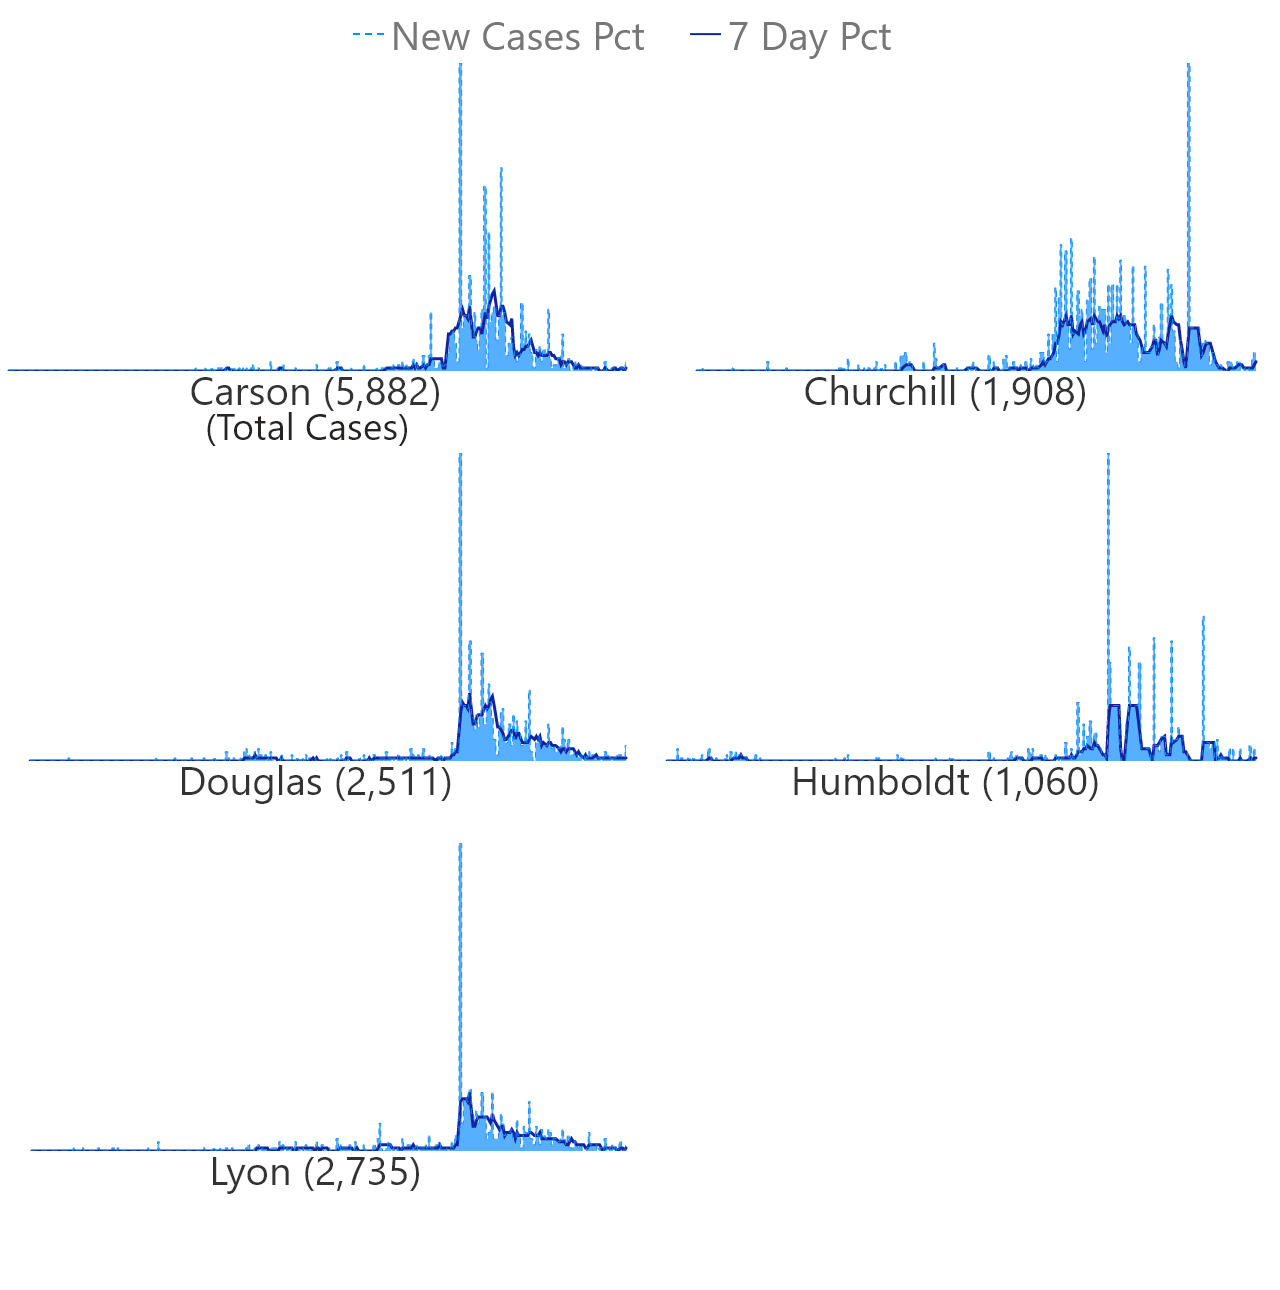 New Cases Pct 7 Day Pct
Carson (5,882)
(Total Cases)
Churchill (1,908)
Douglas (2,511)
Humboldt (1,060)
Lyon (2,735)